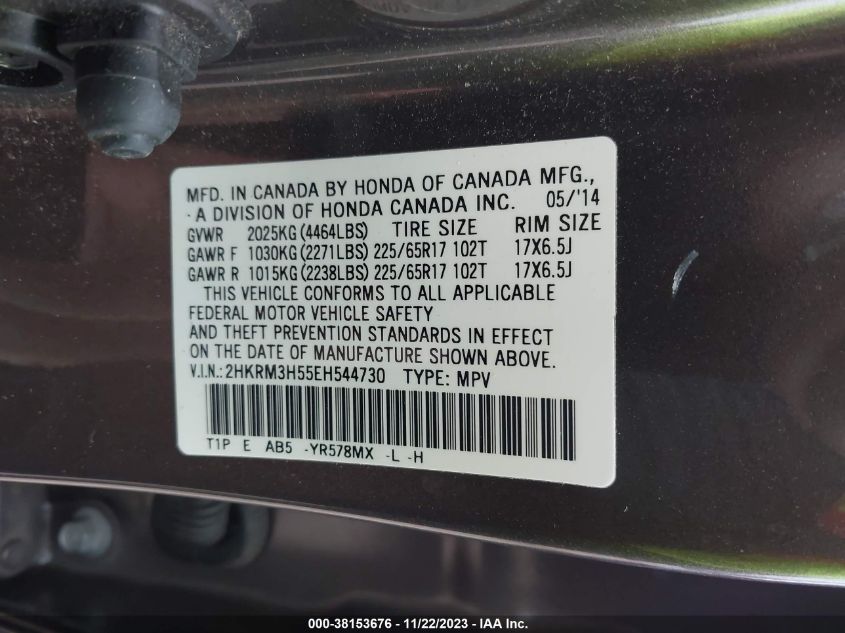 MFD. IN CANADA BY HONDA OF CANADA MFG.,
A DIVISION OF HONDA CANADA INC. 05/'14
GVWR 2025KG (4464LBS) TIRE SIZE RIM SIZE
GAWR F 1030KG (2271LBS) 225/65R17 102T 17X6.5J
GAWR R 1015KG (2238LBS) 225/65R17 102T 17X6.5J
THIS VEHICLE CONFORMS TO ALL APPLICABLE
FEDERAL MOTOR VEHICLE SAFETY
AND THEFT PREVENTION STANDARDS IN EFFECT
ON THE DATE OF MANUFACTURE SHOWN ABOVE.
V.I.N.: 2HKRM3H55EH544730 TYPE: MPV
T1P E AB5 -YR578MX -L -H
000-38153676 - 11/22/2023 - IAA Inc.